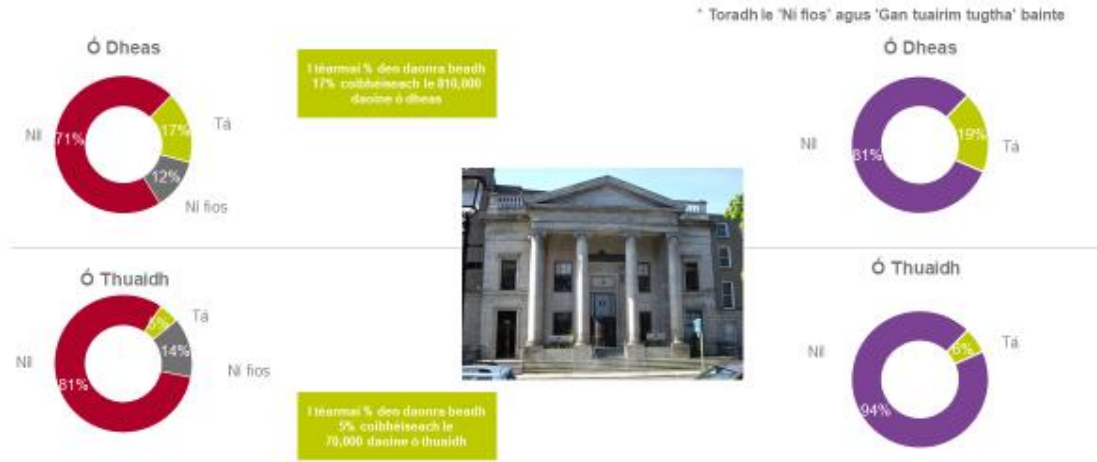 * Toradh le 'Ní fios' agus 'Gan tuairim tugtha' bainte
Ó Dheas
Níl
71%
17%
Tá
12%
Ní fios
I téarmaí % den daonra beadh
17% coibhéiseach le 810,000
daoine ó dheas
Ó Dheas
Níl
81%
19%
Tá
Ó Thuaidh
Níl
81%
5%
Tá
14%
Ní fios
I téarmaí % den daonra beadh
5% coibhéiseach le
70,000 daoine ó thuaidh
Ó Thuaidh
Níl
94%
6%
Tá